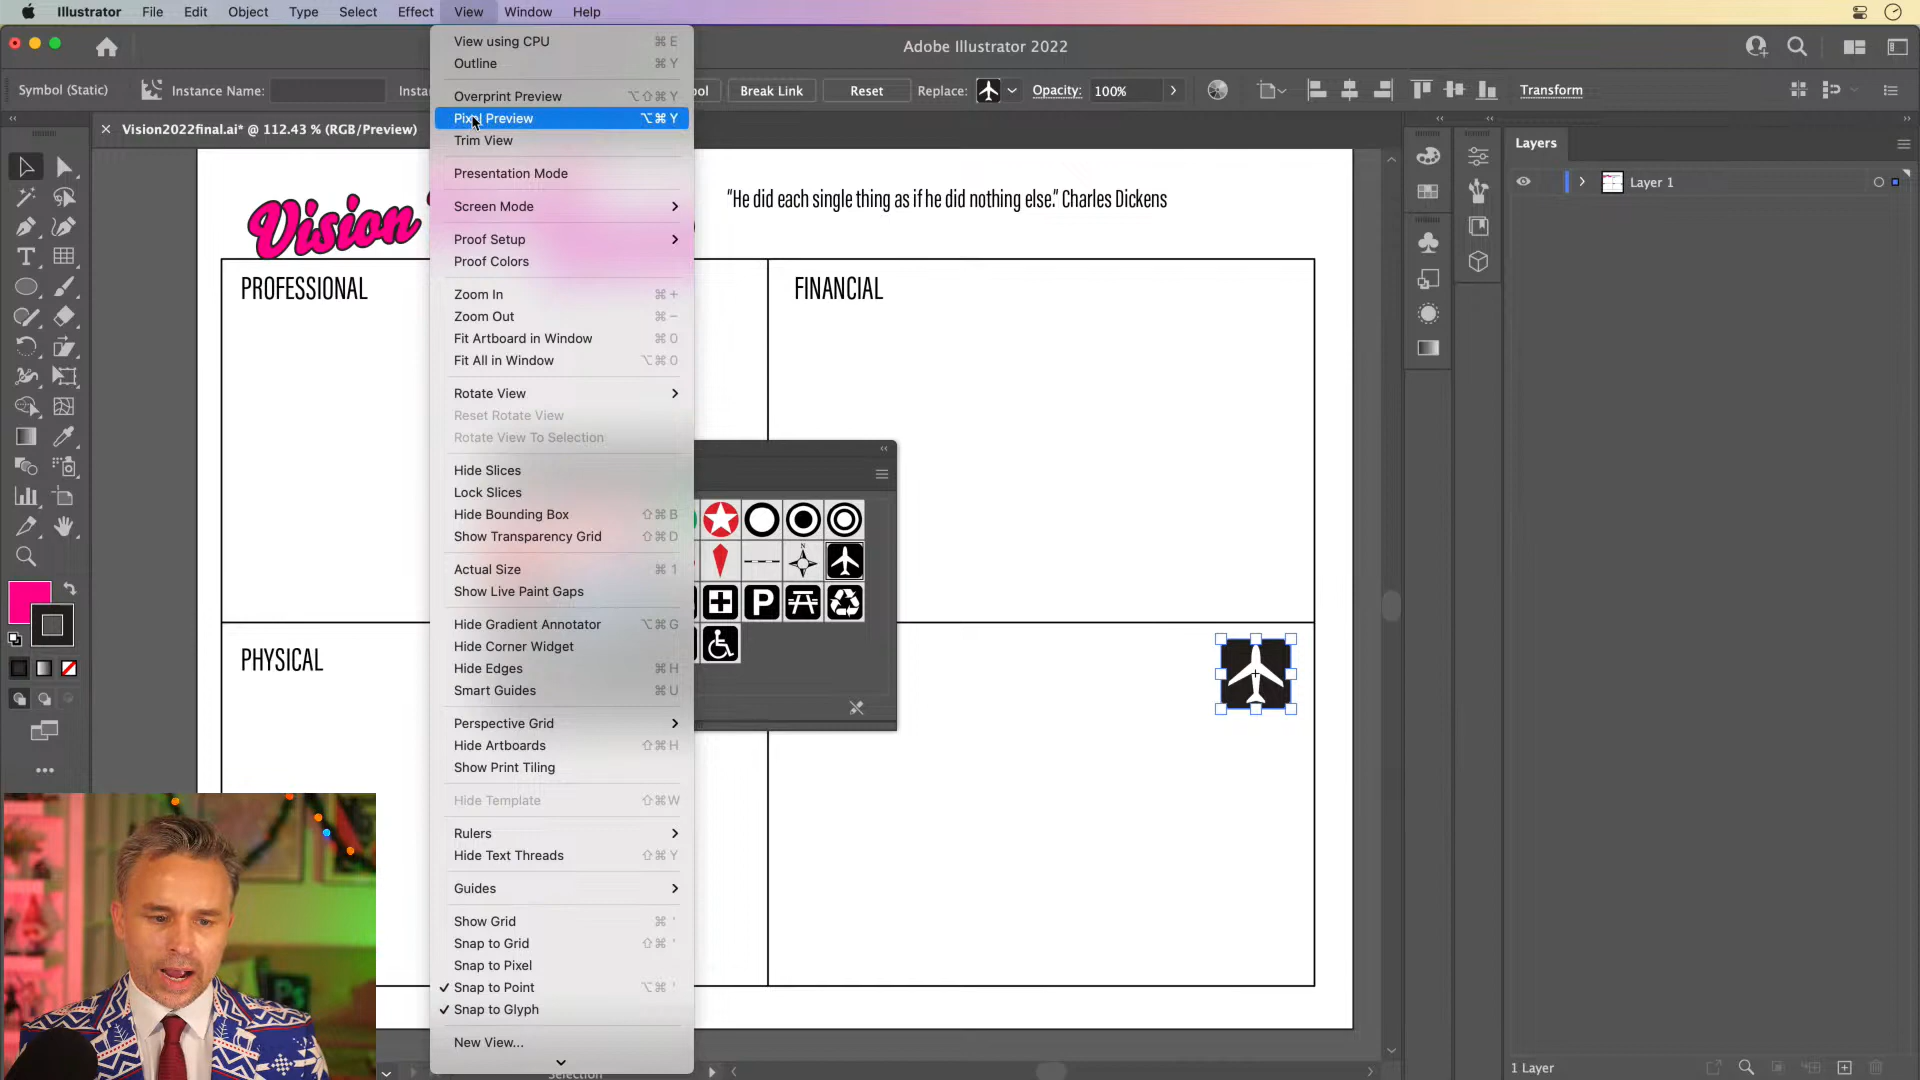 Illustrator File Edit Object Type Select Effect View Window Help
Adobe Illustrator 2022
Symbol (Static) Instance Name: Break Link Reset Replace: Opacity: 100% Transform
× Vision2022final.ai* @ 112.43 % (RGB/Preview)
View using CPU ⌘ E
Outline ⌘ Y
Overprint Preview ⌥⇧⌘ Y
Pixel Preview ⌥⌘ Y
Trim View
Presentation Mode
Screen Mode
Proof Setup
Proof Colors
Zoom In ⌘ +
Zoom Out ⌘ −
Fit Artboard in Window ⌘ 0
Fit All in Window ⌥⌘ 0
Rotate View
Reset Rotate View
Rotate View To Selection
Hide Slices
Lock Slices
Hide Bounding Box ⇧⌘ B
Show Transparency Grid ⇧⌘ D
Actual Size ⌘ 1
Show Live Paint Gaps
Hide Gradient Annotator ⌥⌘ G
Hide Corner Widget
Hide Edges ⌘ H
Smart Guides ⌘ U
Perspective Grid
Hide Artboards ⇧⌘ H
Show Print Tiling
Hide Template ⇧⌘ W
Rulers
Hide Text Threads ⇧⌘ Y
Guides
Show Grid ⌘ '
Snap to Grid ⇧⌘ '
Snap to Pixel
✓ Snap to Point ⌥⌘ '
✓ Snap to Glyph
New View...
Vision
"He did each single thing as if he did nothing else." Charles Dickens
PROFESSIONAL
FINANCIAL
PHYSICAL
N
P
Layers
Layer 1
1 Layer
Selection